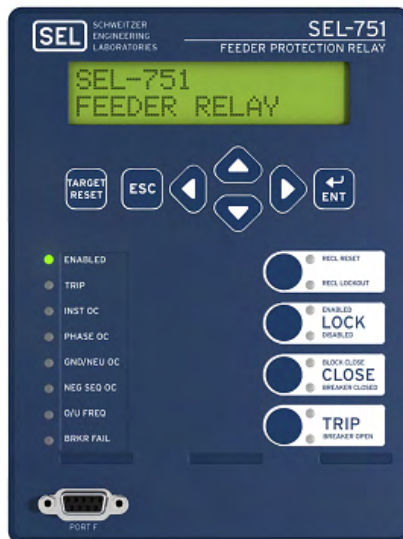 SEL
SCHWEITZER
ENGINEERING
LABORATORIES
SEL-751
FEEDER PROTECTION RELAY
SEL-751
FEEDER RELAY
TARGET
RESET
ESC
ENT
ENABLED
TRIP
INST OC
PHASE OC
GND/NEU OC
NEG SEQ OC
O/U FREQ
BRKR FAIL
RECL RESET
RECL LOCKOUT
ENABLED
LOCK
DISABLED
BLOCK CLOSE
CLOSE
BREAKER CLOSED
TRIP
BREAKER OPEN
PORT F